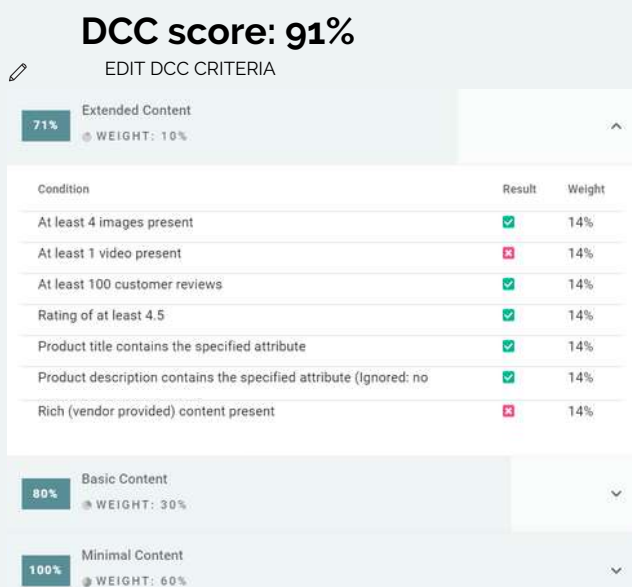 DCC score: 91%
EDIT DCC CRITERIA
71%
Extended Content
WEIGHT: 10%
Condition Result Weight
At least 4 images present 14%
At least 1 video present 14%
At least 100 customer reviews 14%
Rating of at least 4.5 14%
Product title contains the specified attribute 14%
Product description contains the specified attribute (Ignored: no 14%
Rich (vendor provided) content present 14%
80%
Basic Content
WEIGHT: 30%
100%
Minimal Content
WEIGHT: 60%